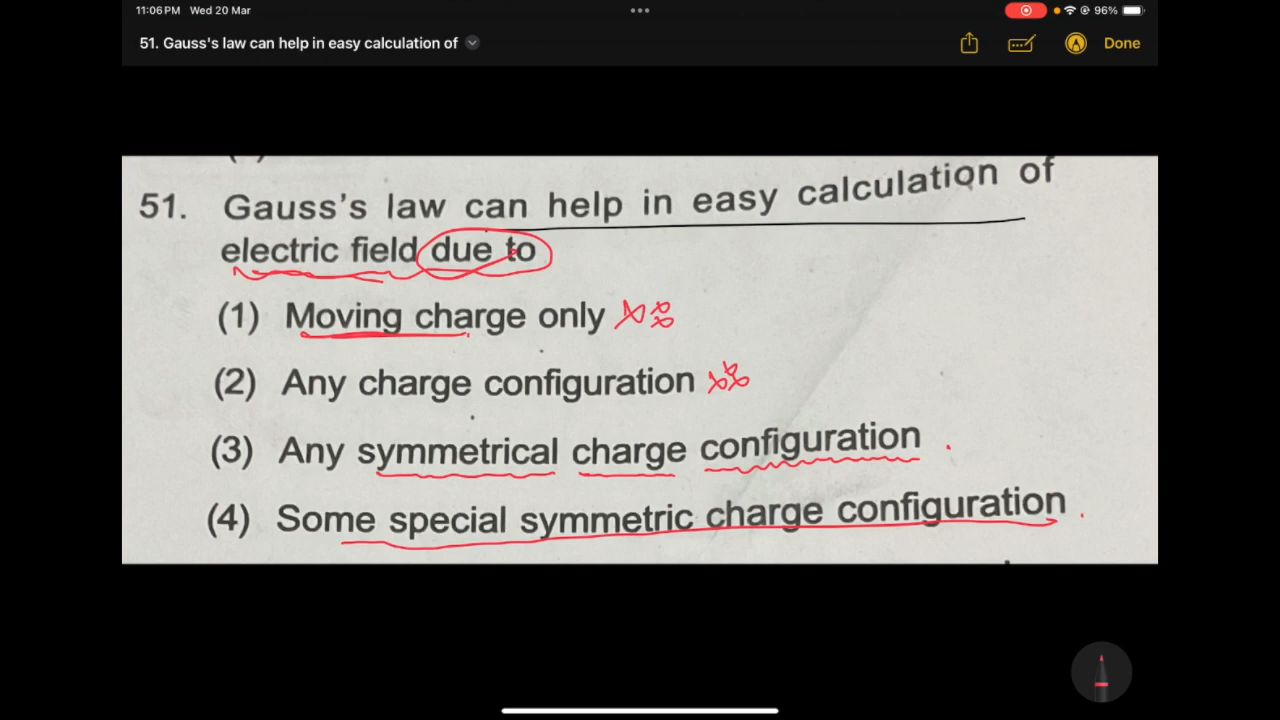 11:06 PM Wed 20 Mar
96%
51. Gauss's law can help in easy calculation of
Done
51. Gauss's law can help in easy calculation of
electric field due to
(1) Moving charge only
(2) Any charge configuration
(3) Any symmetrical charge configuration
(4) Some special symmetric charge configuration